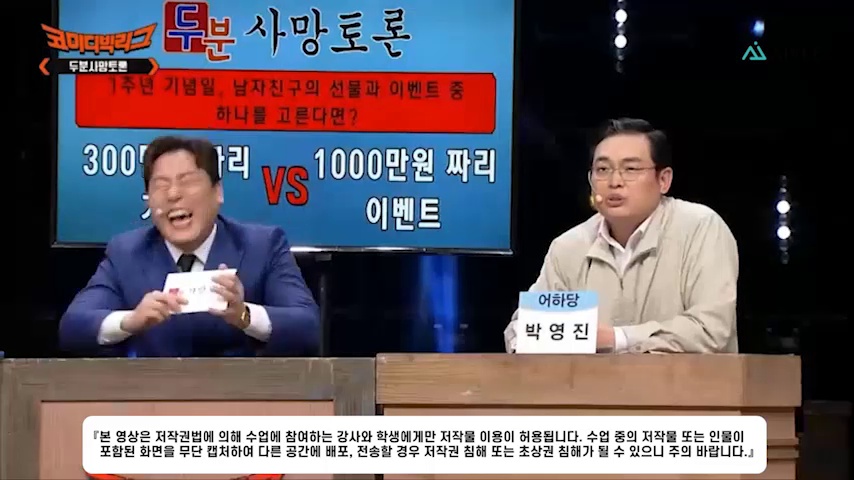 코미디빅리그
두분사망토론
두분 사망토론
1주년 기념일, 남자친구의 선물과 이벤트 중
하나를 고른다면?
300 짜리
VS
1000만원 짜리
이벤트
어하당
박영진
『본 영상은 저작권법에 의해 수업에 참여하는 강사와 학생에게만 저작물 이용이 허용됩니다. 수업 중의 저작물 또는 인물이
포함된 화면을 무단 캡처하여 다른 공간에 배포, 전송할 경우 저작권 침해 또는 초상권 침해가 될 수 있으니 주의 바랍니다.』